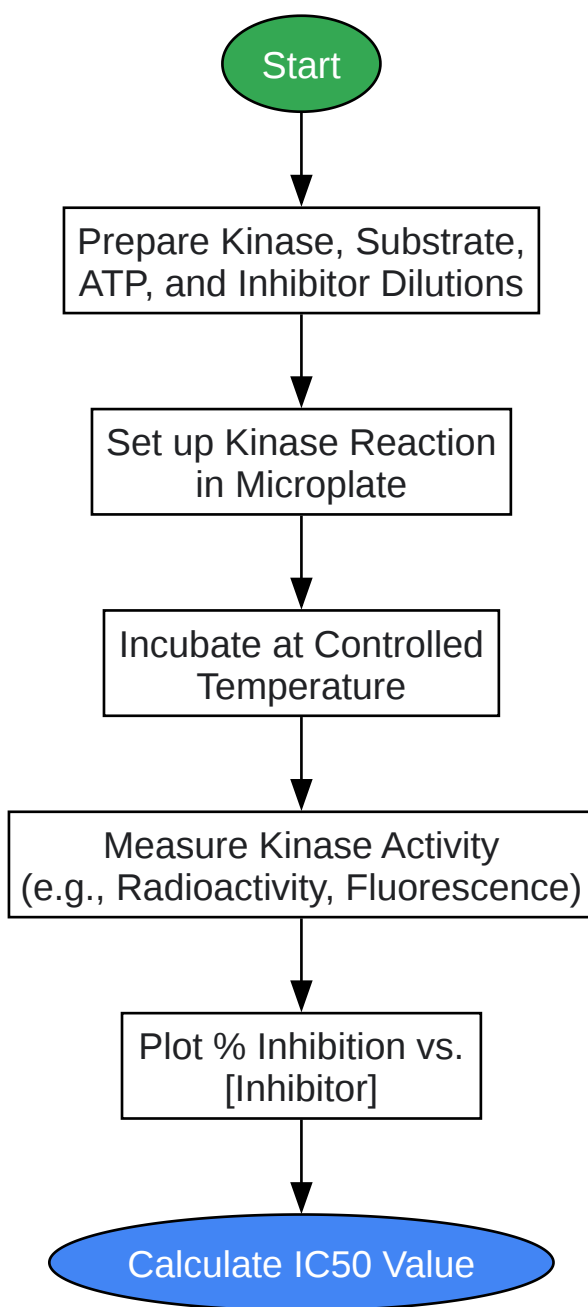 Start
Prepare Kinase, Substrate,
ATP, and Inhibitor Dilutions
Set up Kinase Reaction
in Microplate
Incubate at Controlled
Temperature
Measure Kinase Activity
(e.g., Radioactivity, Fluorescence)
Plot % Inhibition vs.
[Inhibitor]
Calculate IC50 Value